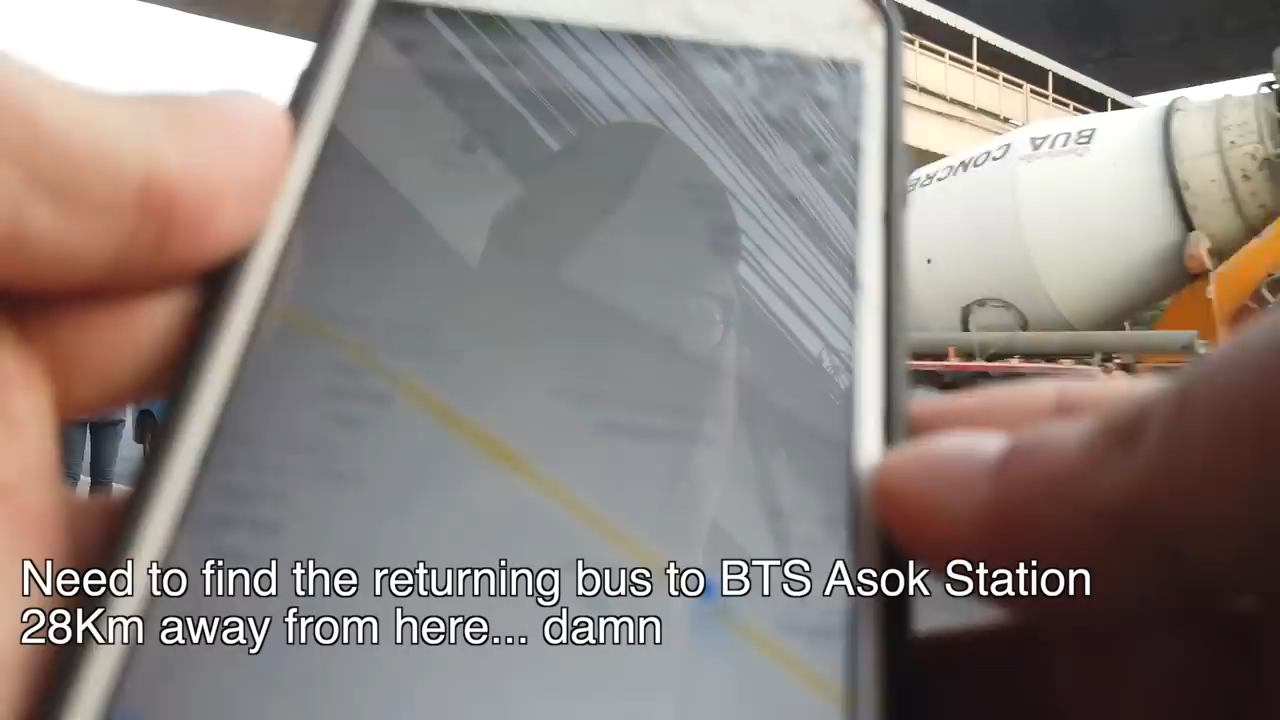 BUA CONCRE
Need to find the returning bus to BTS Asok Station
28Km away from here... damn